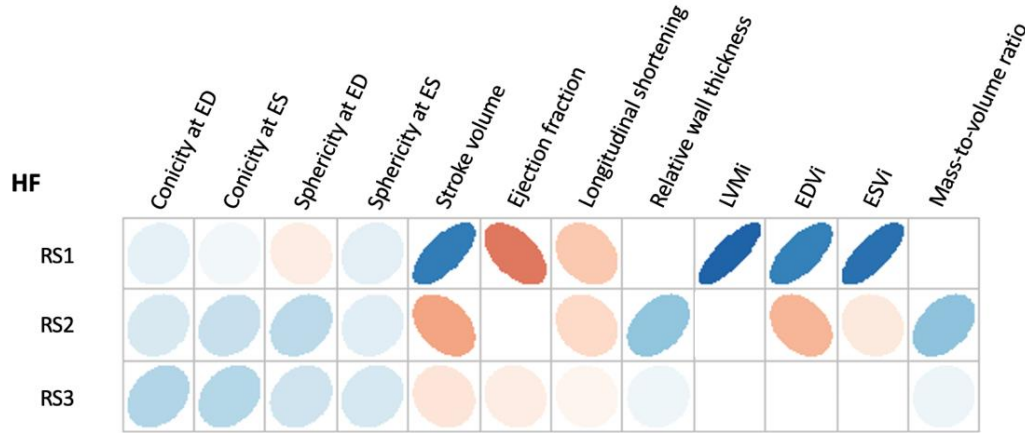 Conicity at ED
Conicity at ES
Sphericity at ED
Sphericity at ES
Stroke volume
Ejection fraction
Longitudinal shortening
Relative wall thickness
LVMi
EDVi
ESVi
Mass-to-volume ratio
HF
RS1
RS2
RS3